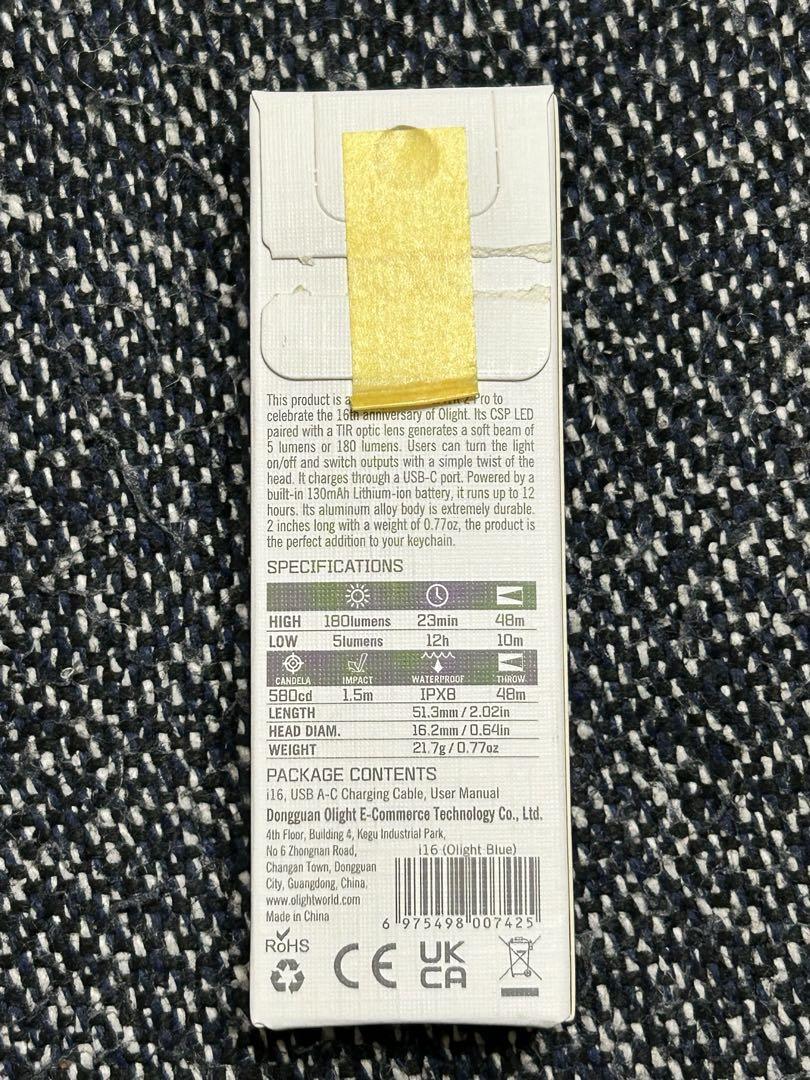 This product is a 2 Pro to
celebrate the 16th anniversary of Olight. Its CSP LED
paired with a TIR optic lens generates a soft beam of
5 lumens or 180 lumens. Users can turn the light
on/off and switch outputs with a simple twist of the
head. It charges through a USB-C port. Powered by a
built-in 130mAh Lithium-ion battery, it runs up to 12
hours. Its aluminum alloy body is extremely durable.
2 inches long with a weight of 0.77oz, the product is
the perfect addition to your keychain.
SPECIFICATIONS
HIGH 180lumens 23min 48m
LOW 5lumens 12h 10m
CANDELA IMPACT WATERPROOF THROW
580cd 1.5m IPX8 48m
LENGTH 51.3mm / 2.02in
HEAD DIAM. 16.2mm / 0.64in
WEIGHT 21.7g / 0.77oz
PACKAGE CONTENTS
i16, USB A-C Charging Cable, User Manual
Dongguan Olight E-Commerce Technology Co., Ltd.
4th Floor, Building 4, Kegu Industrial Park,
No 6 Zhongnan Road,
Changan Town, Dongguan
City, Guangdong, China.
www.olightworld.com
Made in China
i16 (Olight Blue)
6 975498 007425
RoHS
CE
UK
CA